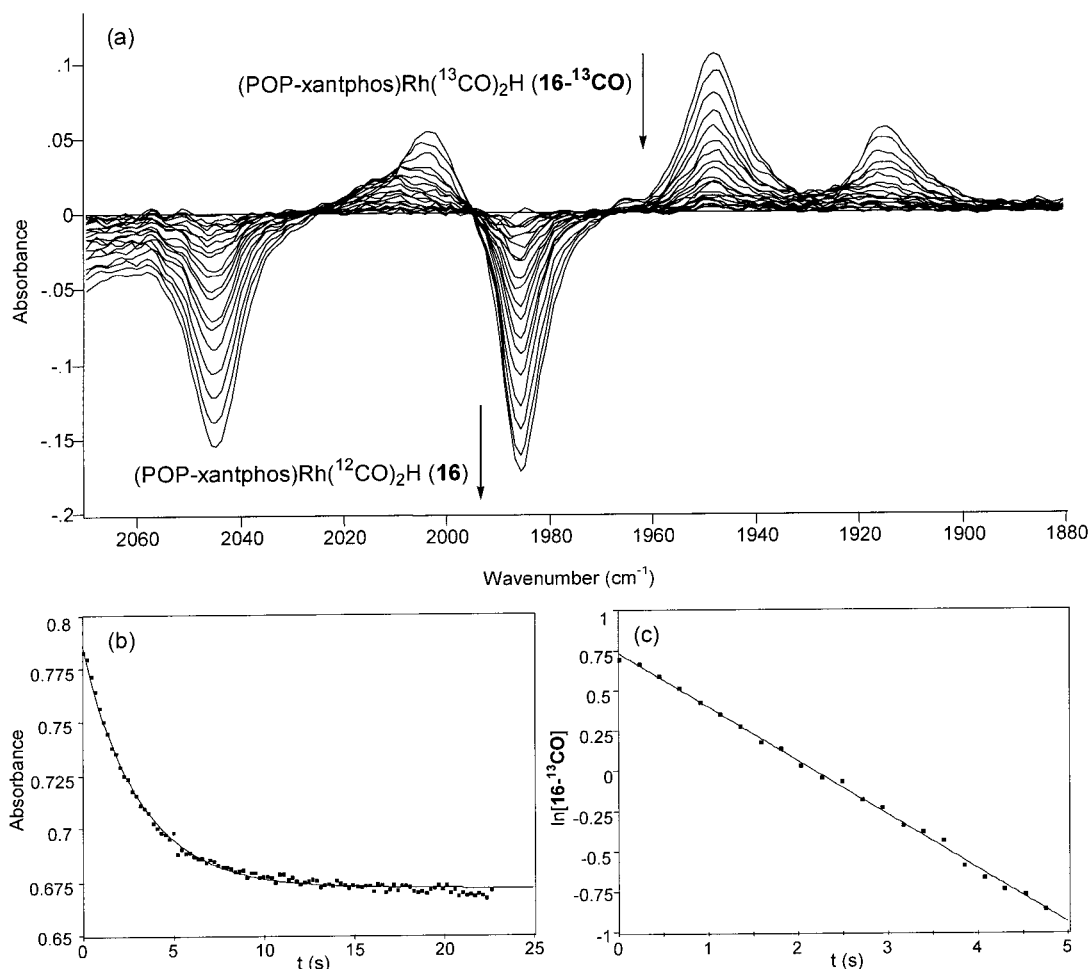 (a)
Absorbance
.1
.05
0
-.05
-.1
-.15
-.2
(POP-xantphos)Rh(¹³CO)₂H (16-¹³CO)
(POP-xantphos)Rh(¹²CO)₂H (16)
2060 2040 2020 2000 1980 1960 1940 1920 1900 1880
Wavenumber (cm⁻¹)
(b)
Absorbance
0.8
0.775
0.75
0.725
0.7
0.675
0.65
0 5 10 15 20 25
t (s)
(c)
ln[16-¹³CO]
1
0.75
0.5
0.25
0
-0.25
-0.5
-0.75
-1
0 1 2 3 4 5
t (s)